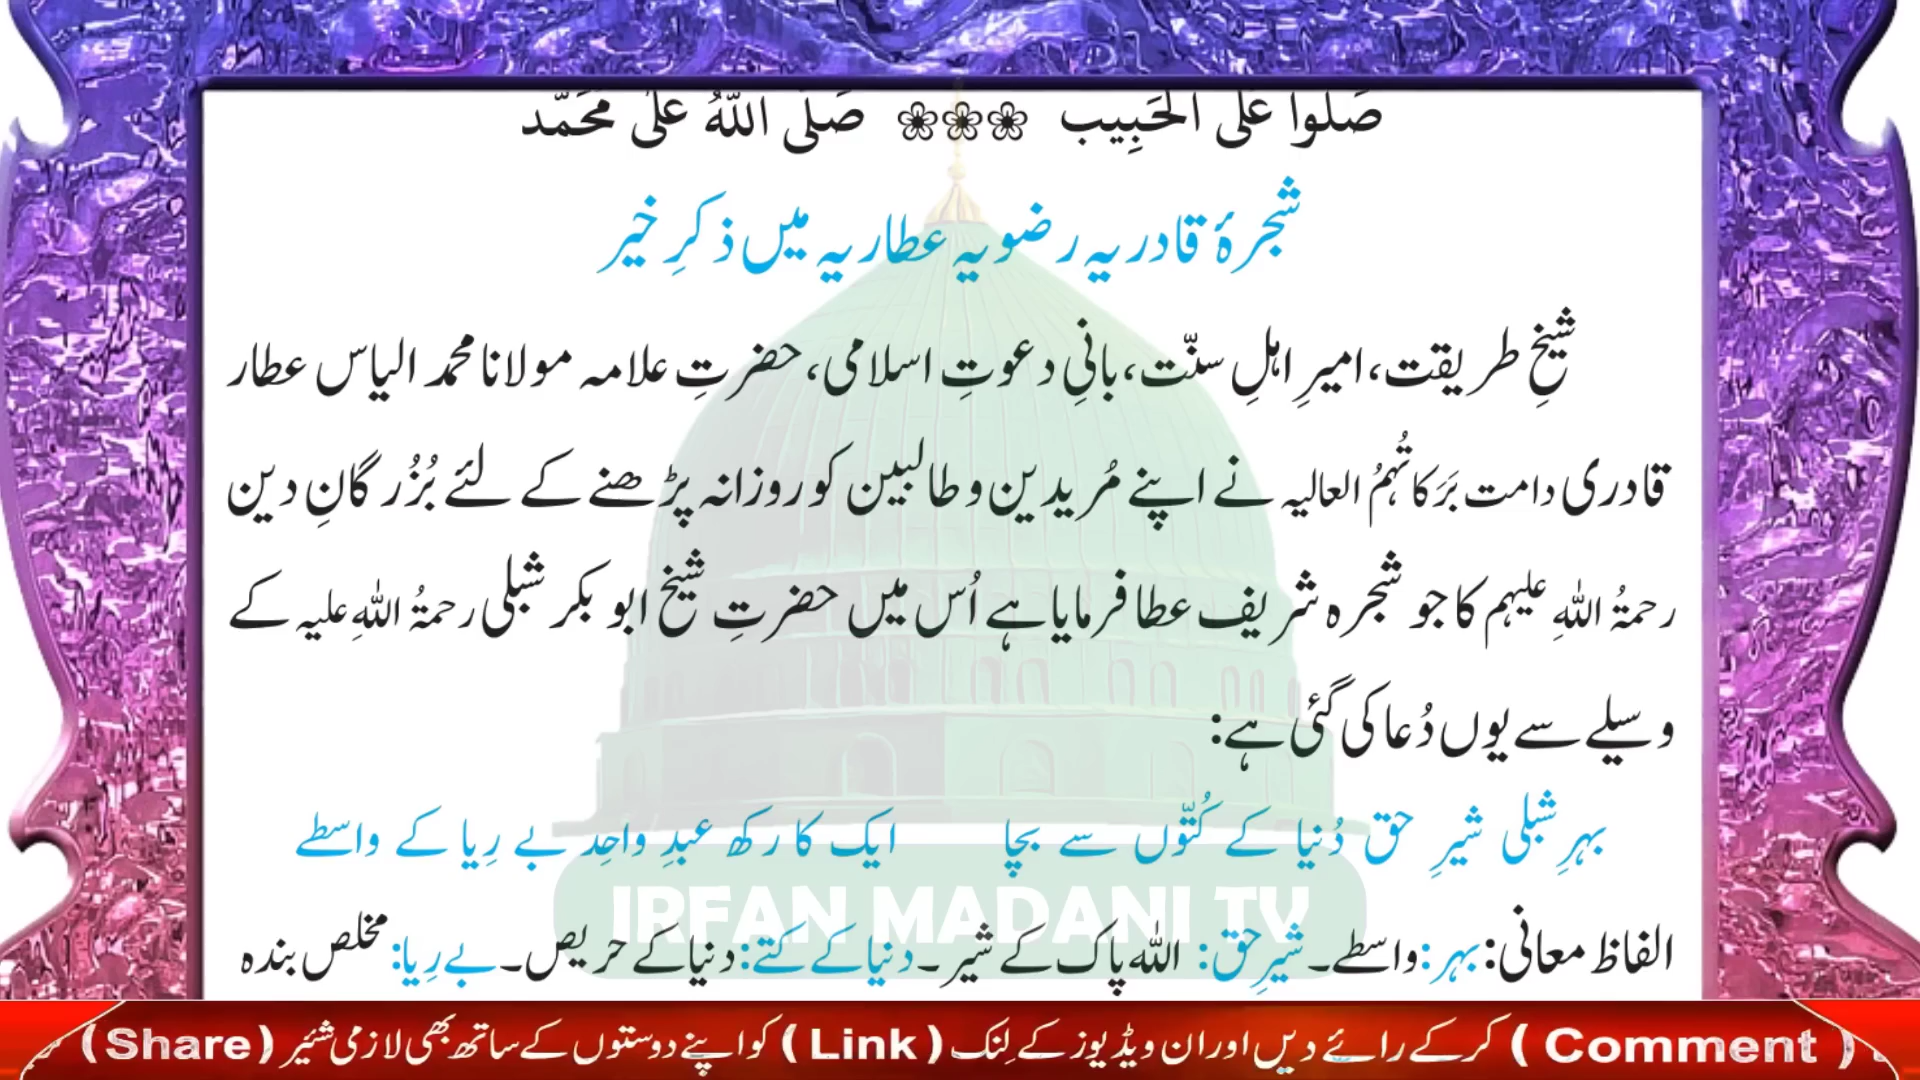 صَلُّوا عَلَى الْحَبِيب ❀❀❀ صَلَّى اللّٰهُ عَلٰى مُحَمَّد
شجرۂ قادریہ رضویہ عطاریہ میں ذکرِ خیر
شیخِ طریقت، امیرِ اہلِ سنّت، بانیِ دعوتِ اسلامی، حضرتِ علامہ مولانا محمد الیاس عطار
قادری دامت بَرَکاتُہُمُ العالیہ نے اپنے مُریدین و طالبین کو روزانہ پڑھنے کے لئے بُزُرگانِ دین
رحمۃُ اللہِ علیہم کا جو شجرہ شریف عطا فرمایا ہے اُس میں حضرتِ شیخ ابو بکر شبلی رحمۃُ اللہِ علیہ کے
وسیلے سے یوں دُعا کی گئی ہے:
بہرِ شبلی شیرِ حق دُنیا کے کُتّوں سے بچا ایک کا رکھ عبدِ واحِد بے رِیا کے واسطے
IRFAN MADANI TV
الفاظ معانی: بہر: واسطے۔ شیرِ حق: اللہ پاک کے شیر۔ دنیا کے کتے: دنیا کے حریص۔ بے رِیا: مخلص بندہ
( Comment ) کر کے رائے دیں اور ان ویڈیوز کے لِنک ( Link ) کو اپنے دوستوں کے ساتھ بھی لازمی شئیر ( Share )